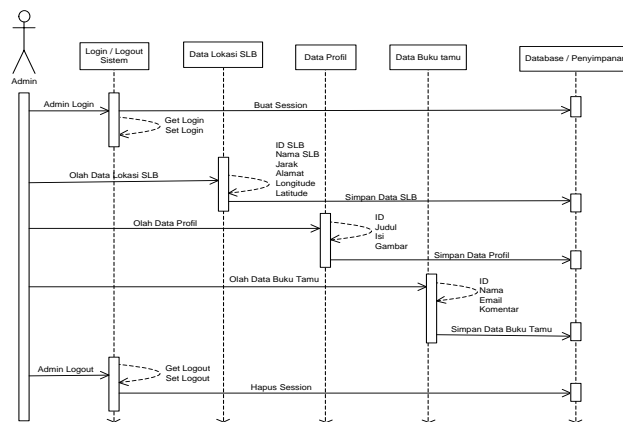 Login / Logout
Sistem
Data Lokasi SLB
Data Profil
Data Buku tamu
Database / Penyimpanan
Admin
Admin Login
Buat Session
Get Login
Set Login
ID SLB
Nama SLB
Jarak
Alamat
Longitude
Latitude
Olah Data Lokasi SLB
Simpan Data SLB
Olah Data Profil
ID
Judul
Isi
Gambar
Simpan Data Profil
Olah Data Buku Tamu
ID
Nama
Email
Komentar
Simpan Data Buku Tamu
Admin Logout
Get Logout
Set Logout
Hapus Session